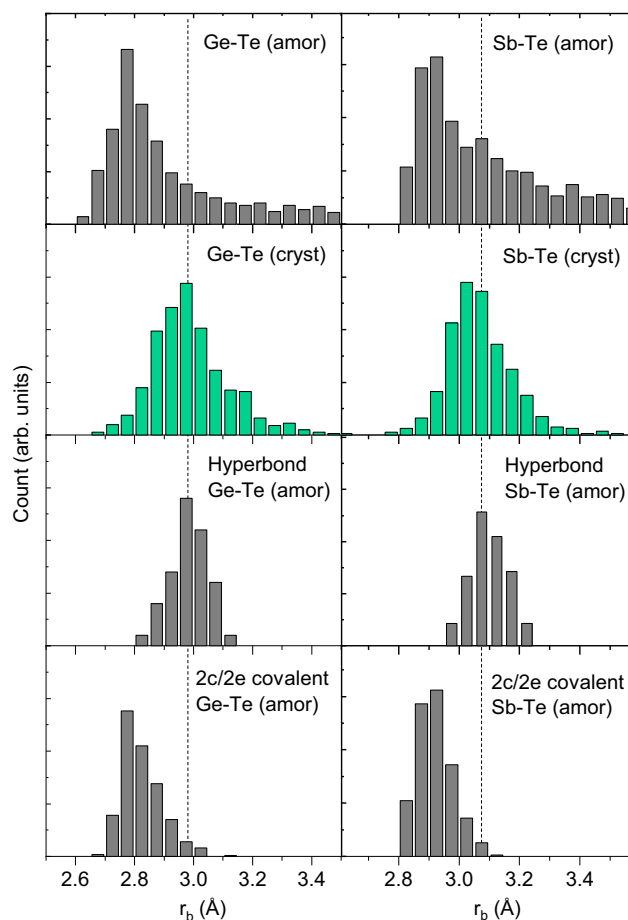 Ge-Te (amor)
Sb-Te (amor)
Ge-Te (cryst)
Sb-Te (cryst)
Count (arb. units)
Hyperbond
Ge-Te (amor)
Hyperbond
Sb-Te (amor)
2c/2e covalent
Ge-Te (amor)
2c/2e covalent
Sb-Te (amor)
2.6 2.8 3.0 3.2 3.4
2.8 3.0 3.2 3.4
r_b (Å)
r_b (Å)